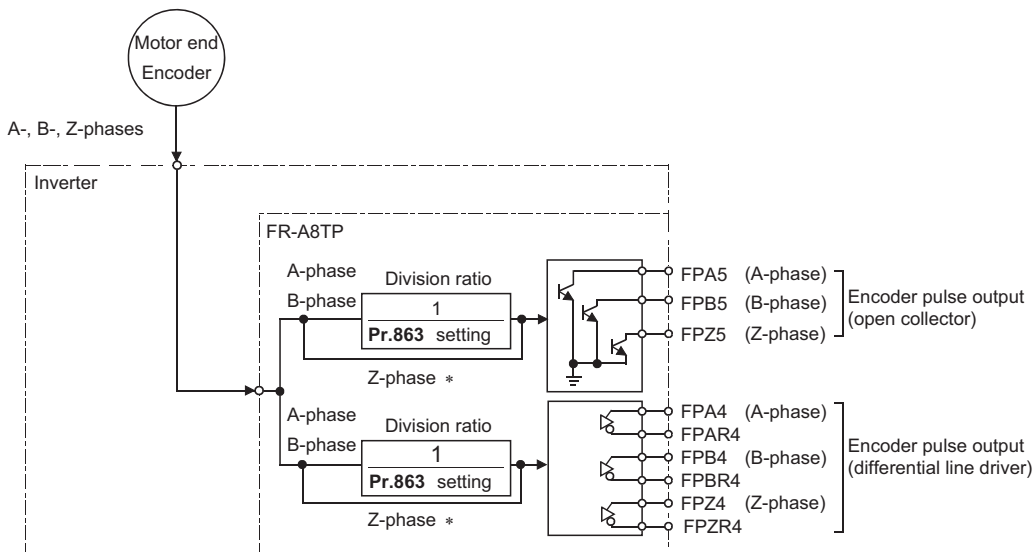 Motor end
Encoder
A-, B-, Z-phases
Inverter
FR-A8TP
A-phase
B-phase
Division ratio
1
Pr.863 setting
Z-phase *
FPA5 (A-phase)
FPB5 (B-phase)
FPZ5 (Z-phase)
Encoder pulse output
(open collector)
A-phase
B-phase
Division ratio
1
Pr.863 setting
Z-phase *
FPA4 (A-phase)
FPAR4
FPB4 (B-phase)
FPBR4
FPZ4 (Z-phase)
FPZR4
Encoder pulse output
(differential line driver)